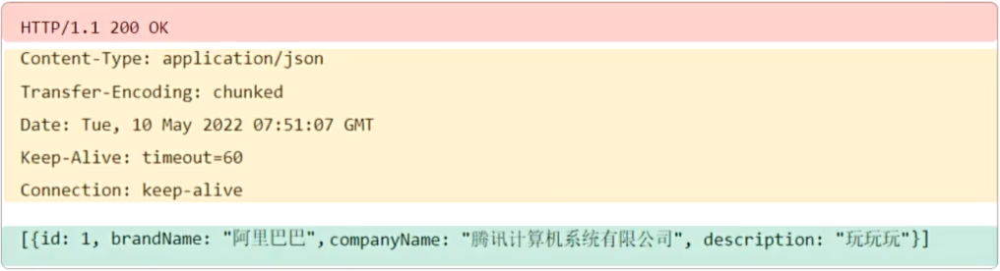 HTTP/1.1 200 OK
Content-Type: application/json
Transfer-Encoding: chunked
Date: Tue, 10 May 2022 07:51:07 GMT
Keep-Alive: timeout=60
Connection: keep-alive
[{id: 1, brandName: "阿里巴巴", companyName: "腾讯计算机系统有限公司", description: "玩玩玩"}]